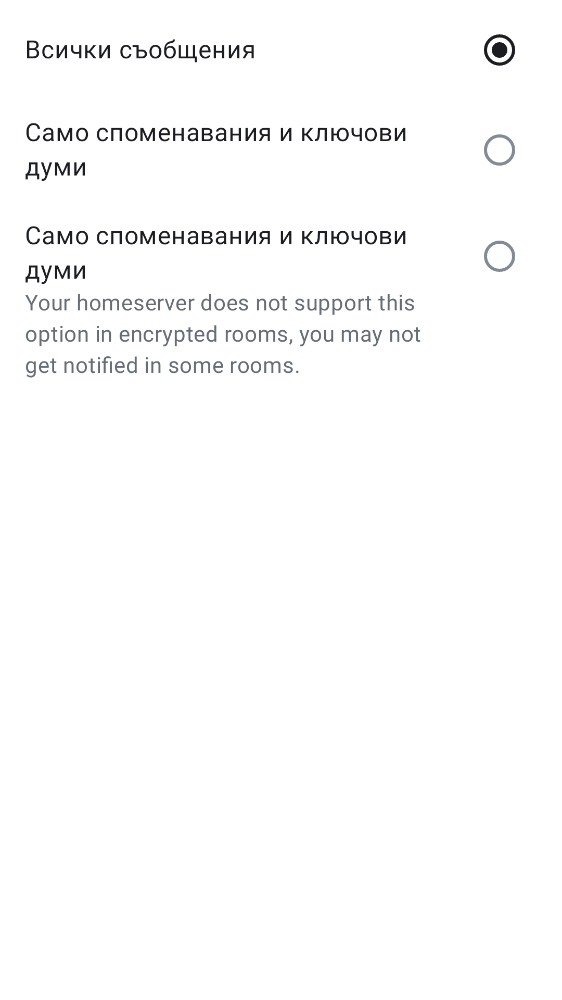 Всички съобщения
Само споменавания и ключови
думи
Само споменавания и ключови
думи
Your homeserver does not support this
option in encrypted rooms, you may not
get notified in some rooms.